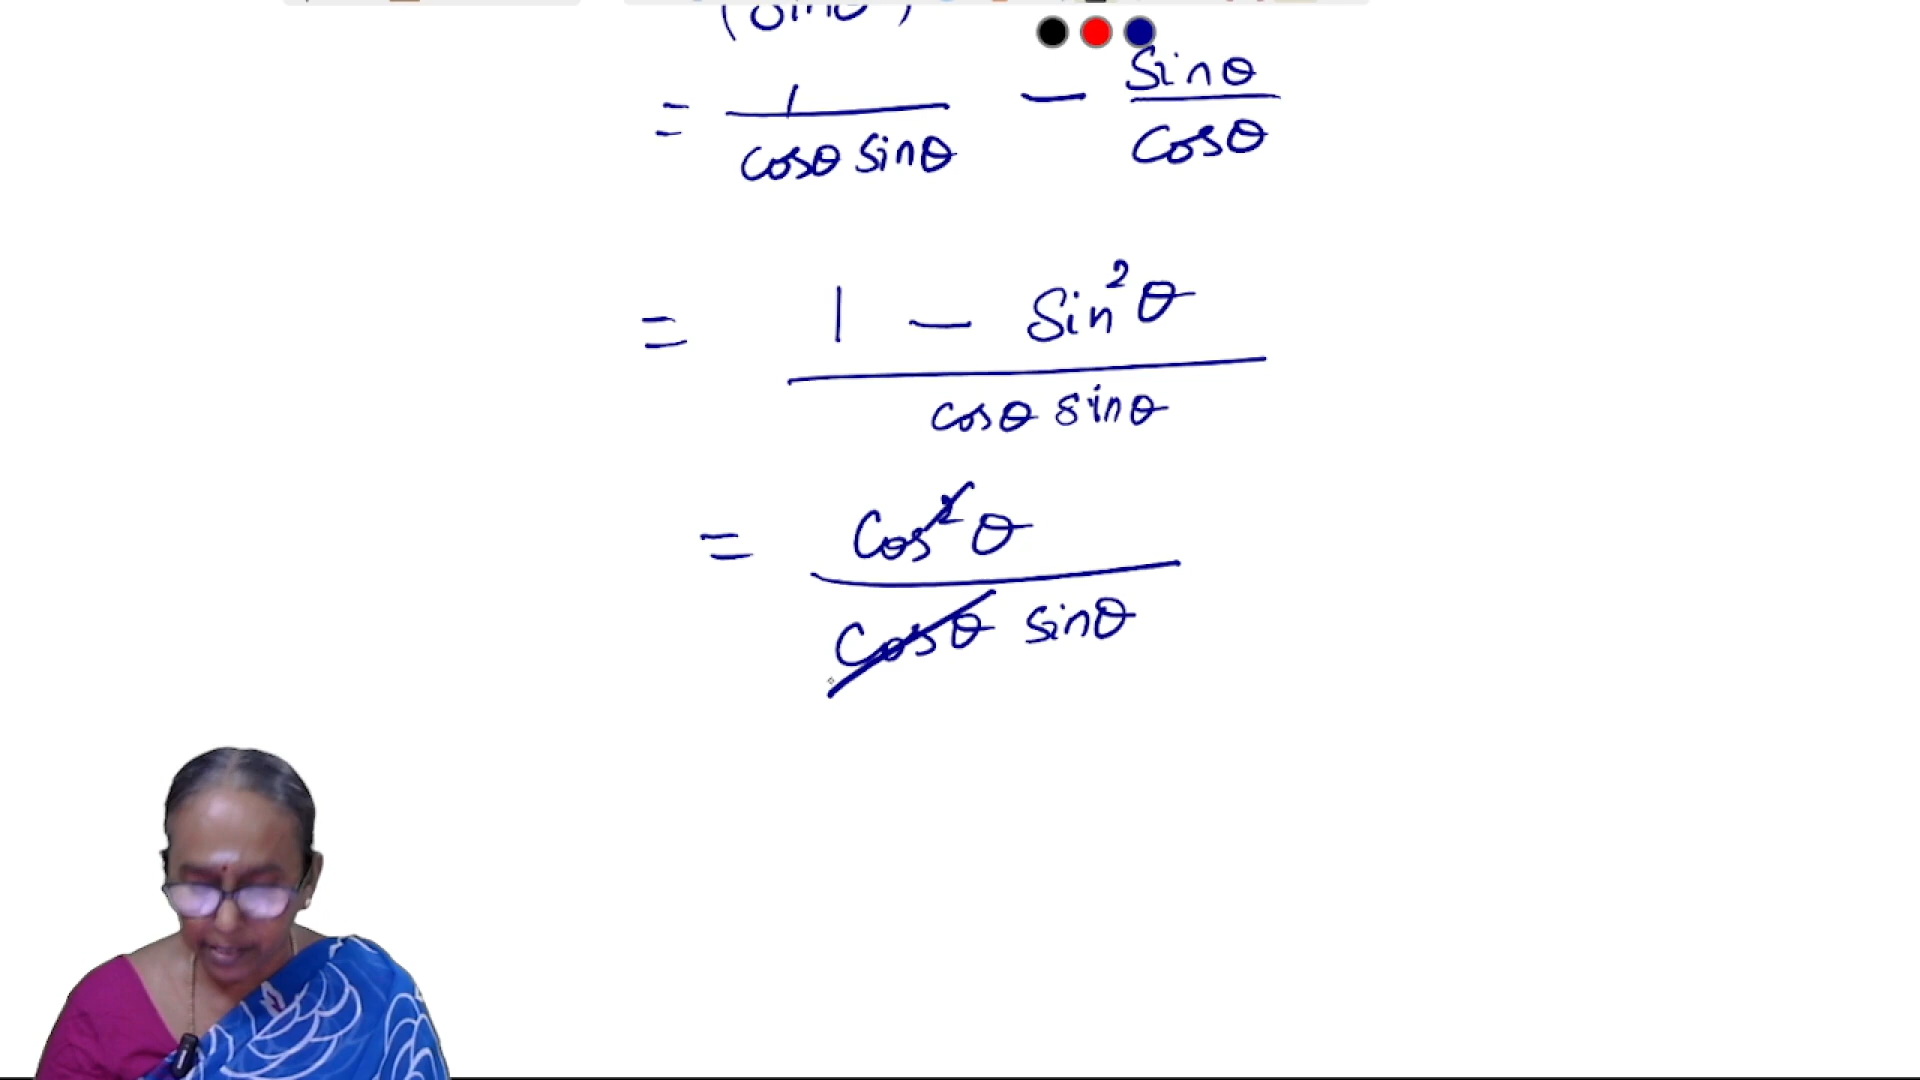 = 1 / cosθ sinθ − sinθ / cosθ
= 1 − sin²θ / cosθ sinθ
= cos²θ / cosθ sinθ